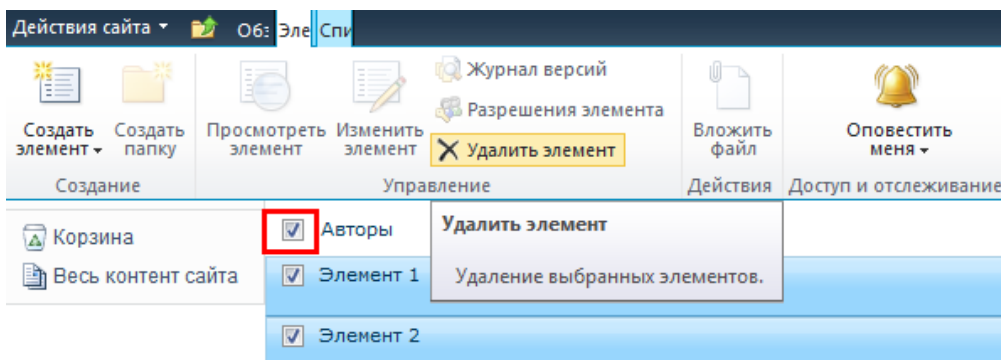 Действия сайта
Обз
Эле
Спи
Журнал версий
Разрешения элемента
Создать элемент
Создать папку
Просмотреть элемент
Изменить элемент
Удалить элемент
Вложить файл
Оповестить меня
Создание
Управление
Действия
Доступ и отслеживание
Корзина
Весь контент сайта
Авторы
Удалить элемент
Удаление выбранных элементов.
Элемент 1
Элемент 2